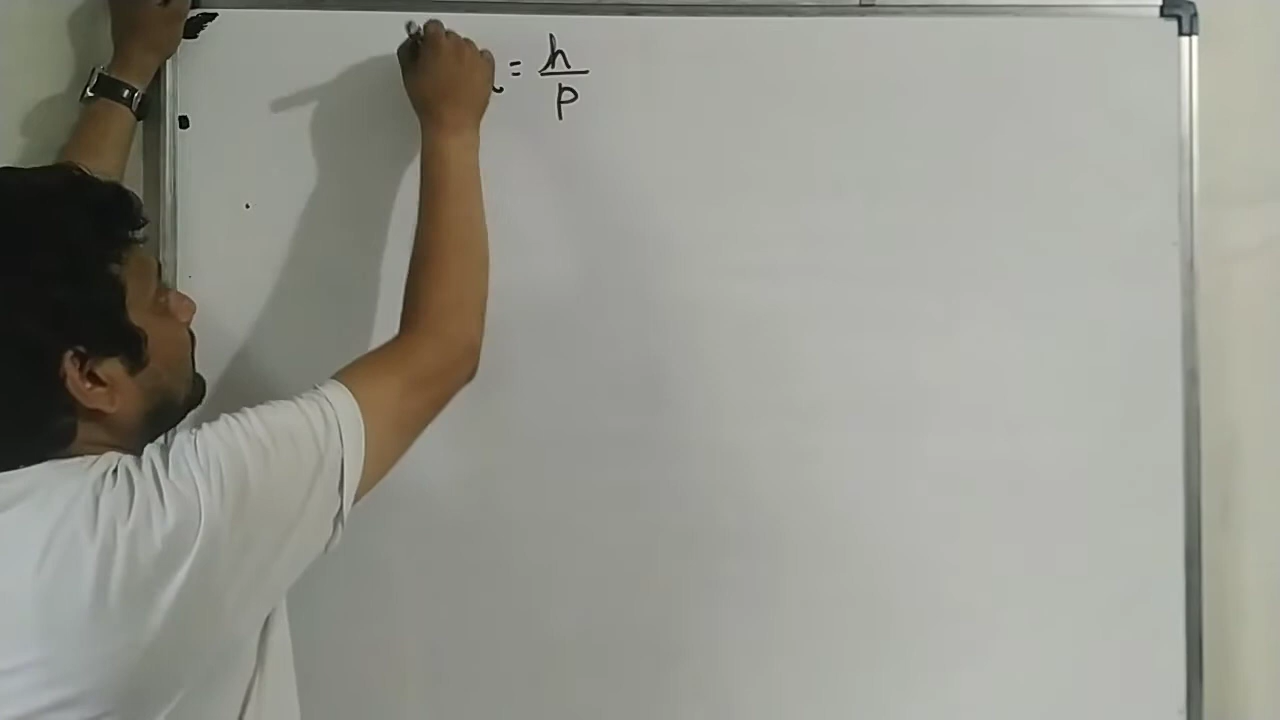 = h/p